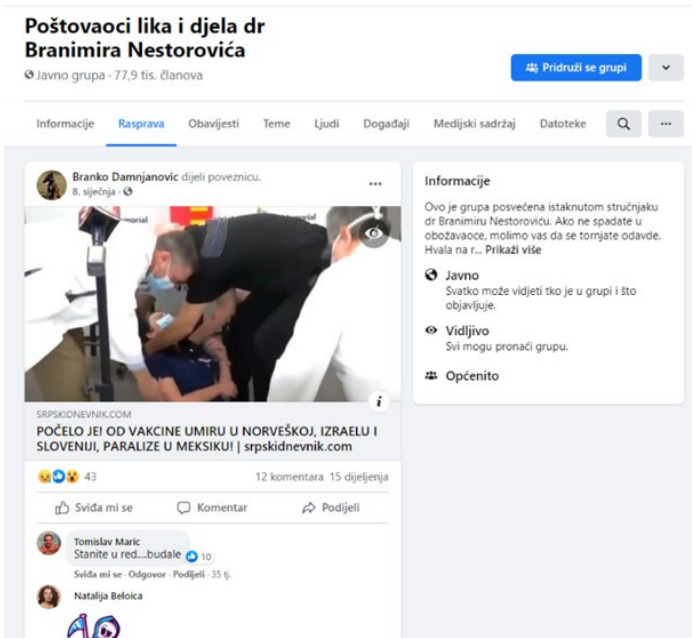 Poštovaoci lika i djela dr
Branimira Nestorovića
Javno grupa · 77,9 tis. članova
Pridruži se grupi
Informacije Rasprava Obavijesti Teme Ljudi Događaji Medijski sadržaj Datoteke
Branko Damnjanovic dijeli poveznicu.
8. siječnja
morial
SRPSKIDNEVNIK.COM
POČELO JE! OD VAKCINE UMIRU U NORVEŠKOJ, IZRAELU I
SLOVENIJI, PARALIZE U MEKSIKU! | srpskidnevnik.com
43 12 komentara 15 dijeljenja
Sviđa mi se Komentar Podijeli
Tomislav Maric
Stanite u red....budale 10
Sviđa mi se · Odgovor · Podijeli · 35 tj.
Natalija Beloica
Informacije
Ovo je grupa posvećena istaknutom stručnjaku
dr Branimiru Nestoroviću. Ako ne spadate u
obožavaoce, molimo vas da se tornjate odavde.
Hvala na r... Prikaži više
Javno
Svatko može vidjeti tko je u grupi i što
objavljuje.
Vidljivo
Svi mogu pronaći grupu.
Općenito